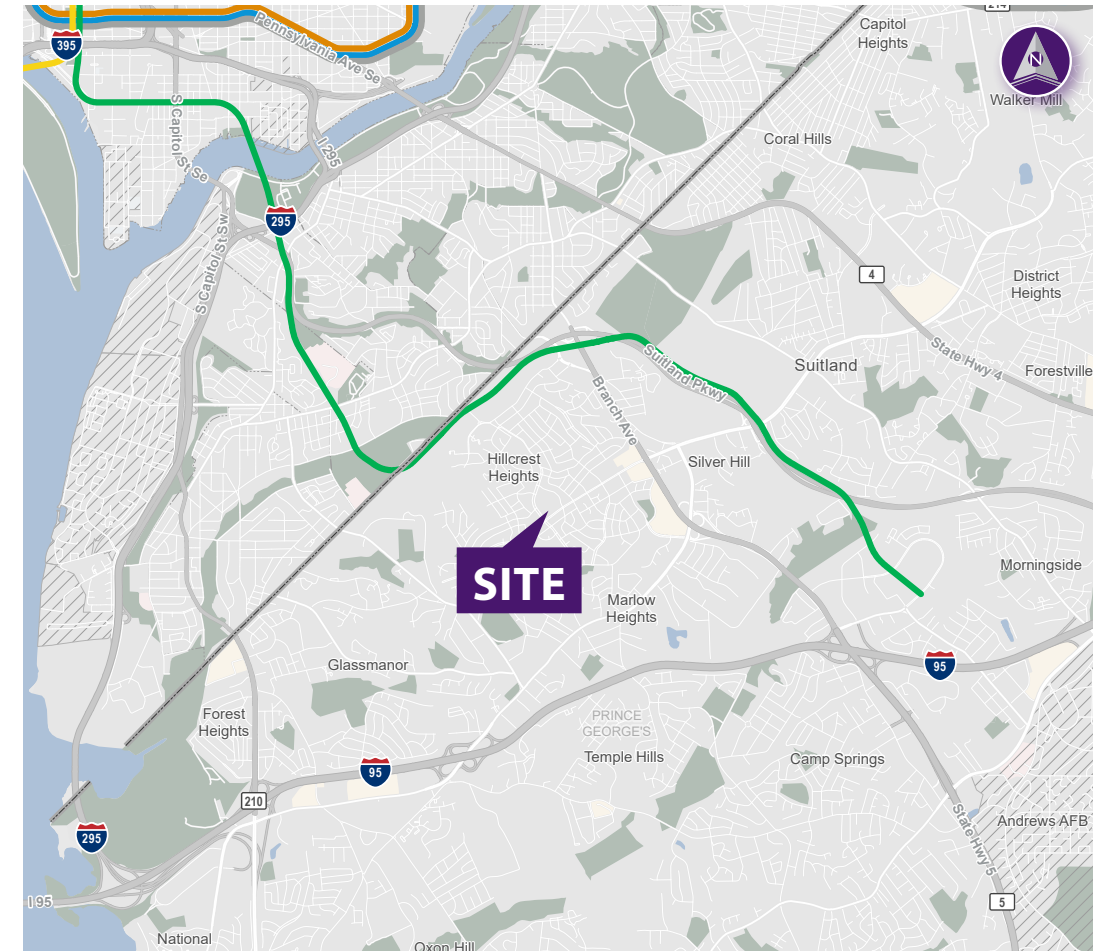 214
Capitol
Heights
395
Pennsylvania Ave Se
N
Walker Mill
S Capitol St Se
I 295
Coral Hills
295
S Capitol St Sw
4
District
Heights
State Hwy 4
Suitland
Forestville
Suitland Pkwy
Branch Ave
Hillcrest
Heights
Silver Hill
SITE
Morningside
Marlow
Heights
Glassmanor
95
Forest
Heights
PRINCE
GEORGE'S
Temple Hills
Camp Springs
95
210
295
State Hwy 5
Andrews AFB
5
I 95
National
Oxon Hill